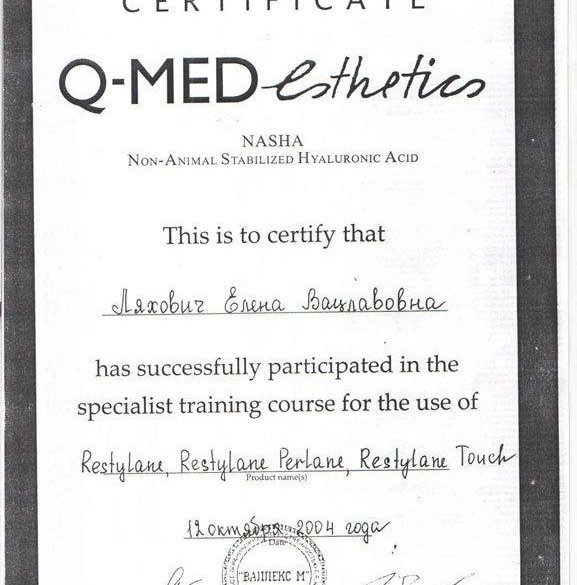 CERTIFICATE
Q-MED esthetics
NASHA
NON-ANIMAL STABILIZED HYALURONIC ACID
This is to certify that
Ляхович Елена Вацлавовна
has successfully participated in the
specialist training course for the use of
Restylane, Restylane Perlane, Restylane Touch
Product name(s)
12 октября 2004 года
Date
"ВАЛЛЕКС М"